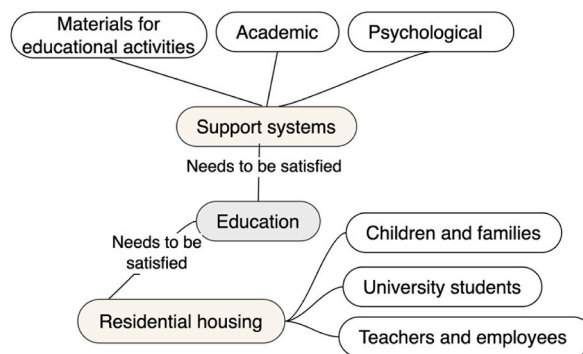 Materials for
educational activities
Academic
Psychological
Support systems
Needs to be satisfied
Education
Needs to be
satisfied
Children and families
University students
Residential housing
Teachers and employees